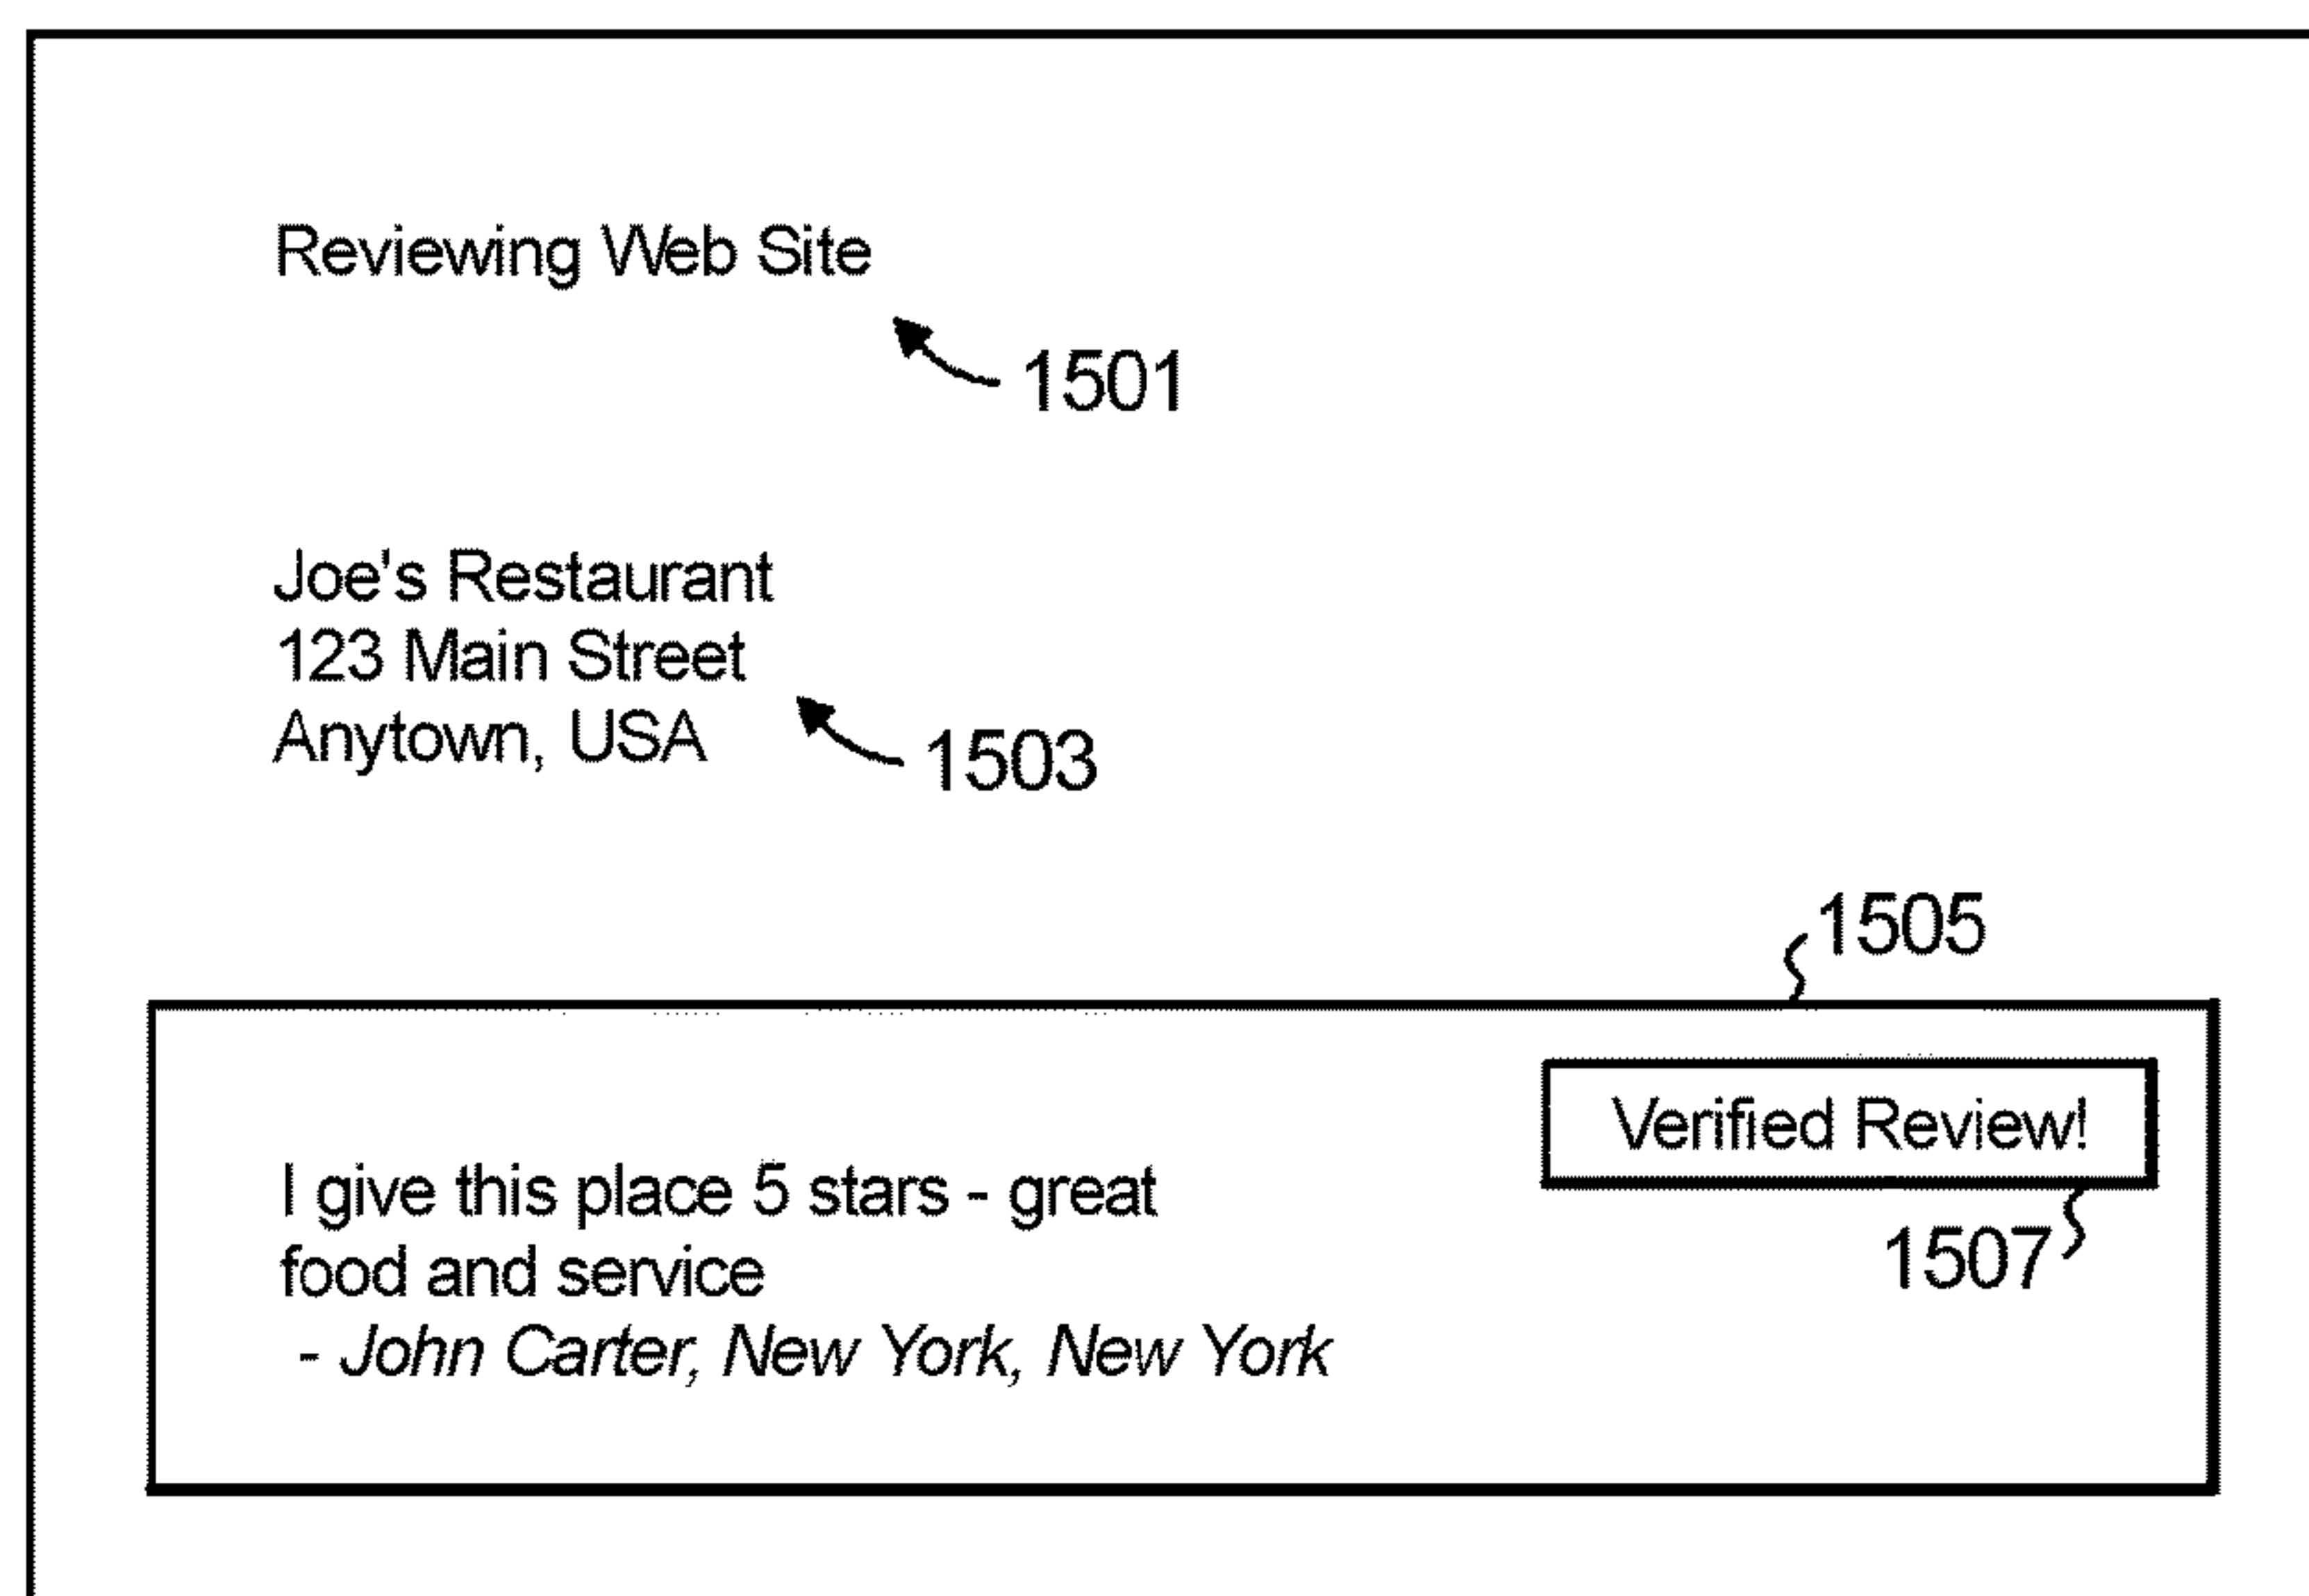 Reviewing Web Site
1501
Joe's Restaurant
123 Main Street
Anytown, USA
1503
1505
Verified Review!
1507
I give this place 5 stars - great
food and service
- John Carter, New York, New York